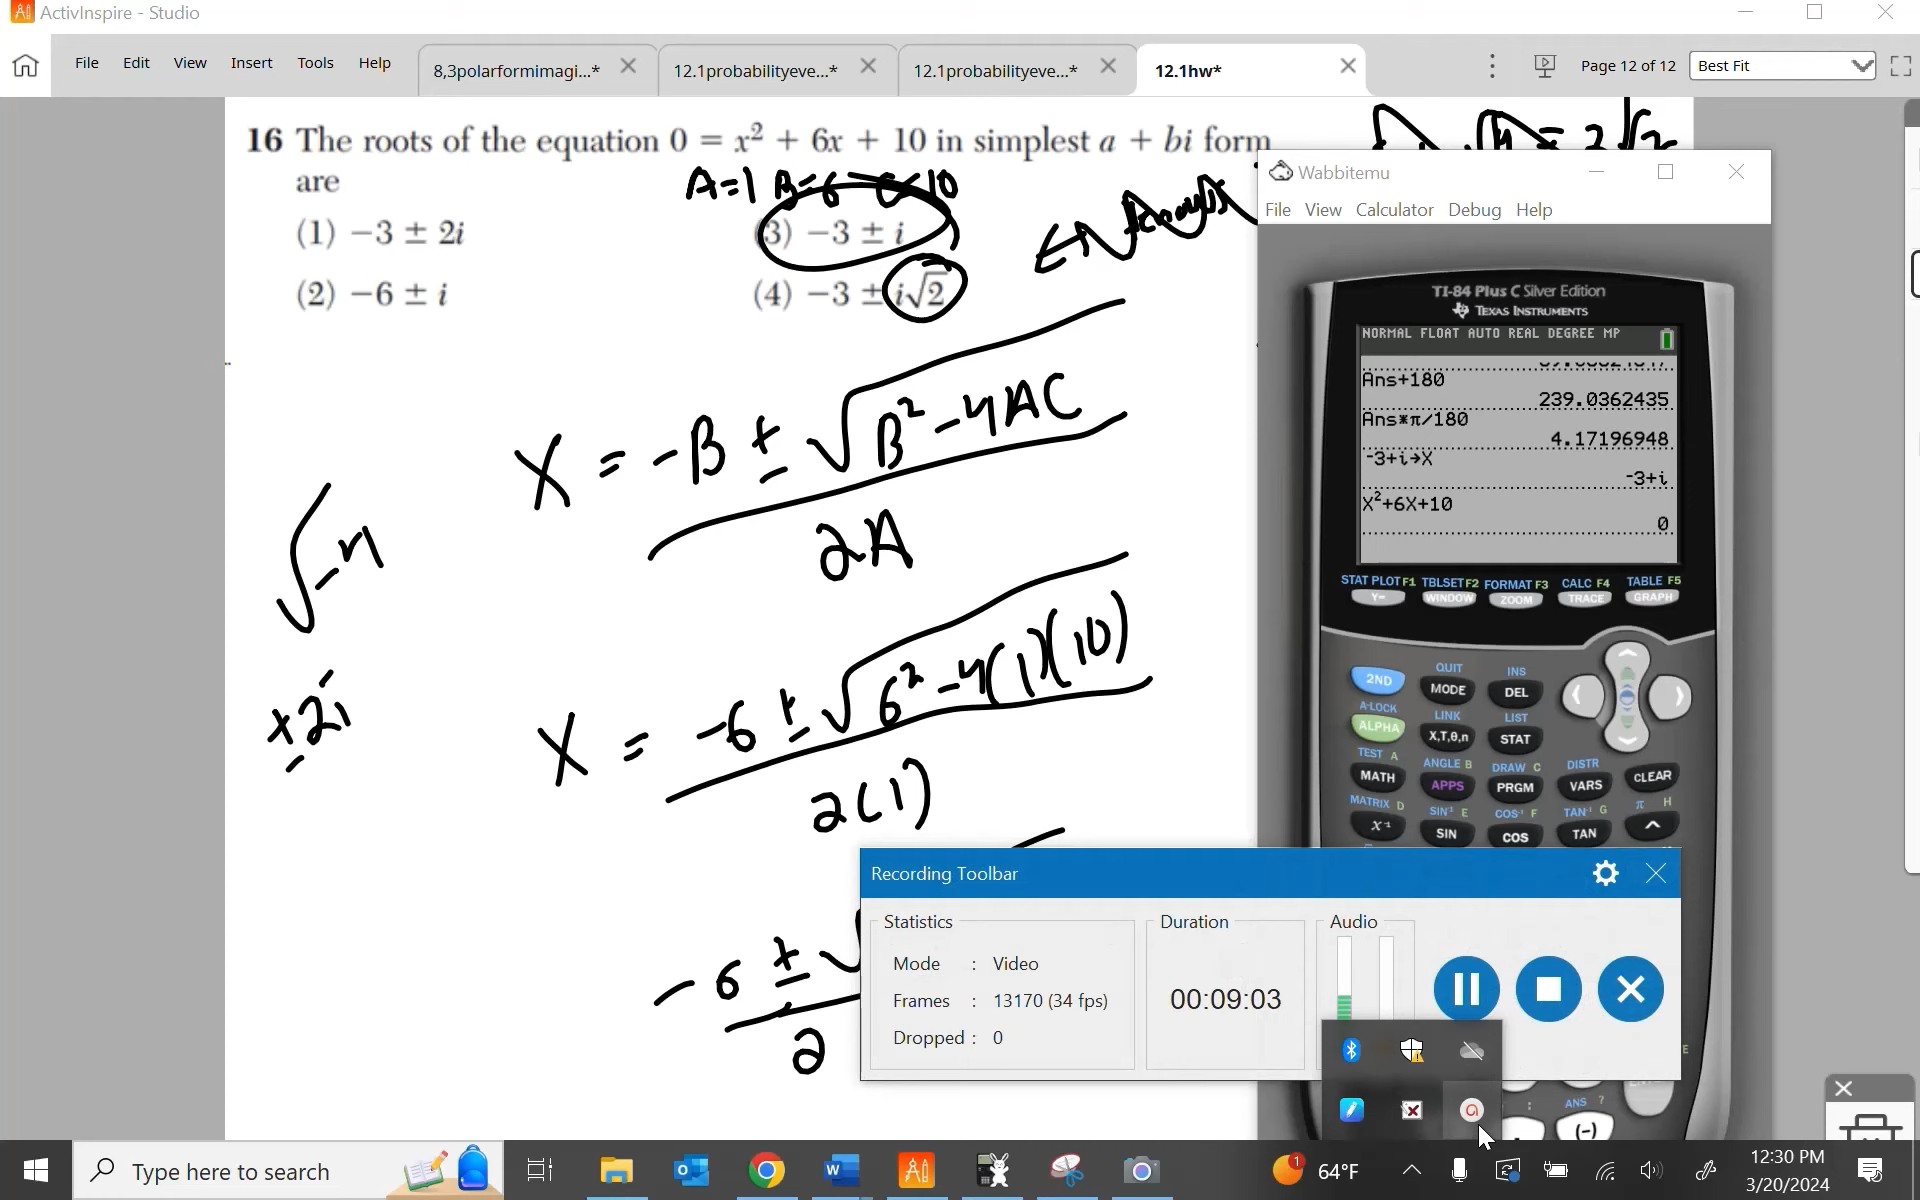 ActivInspire - Studio
File Edit View Insert Tools Help
8,3polarformimagi...*
12.1probabilityeve...*
12.1probabilityeve...*
12.1hw*
Page 12 of 12
Best Fit
16 The roots of the equation 0 = x² + 6x + 10 in simplest a + bi form
are
A=1 B=6 C=10
(1) −3 ± 2i
(3) −3 ± i
(2) −6 ± i
(4) −3 ± i√2
X = -B ± √B²-4AC
2A
√-4
±2i
X = -6 ± √6²-4(1)(10)
2(1)
-6 ± √
2
Wabbitemu
File View Calculator Debug Help
TI-84 Plus C Silver Edition
TEXAS INSTRUMENTS
NORMAL FLOAT AUTO REAL DEGREE MP
Ans+180
239.0362435
Ans*π/180
4.17196948
-3+i→X
-3+i
X²+6X+10
0
STAT PLOT F1 TBLSET F2 FORMAT F3 CALC F4 TABLE F5
Y= WINDOW ZOOM TRACE GRAPH
QUIT INS
2ND MODE DEL
A-LOCK LINK LIST
ALPHA X,T,θ,n STAT
TEST A ANGLE B DRAW C DISTR
MATH APPS PRGM VARS CLEAR
MATRIX D SIN⁻¹ E COS⁻¹ F TAN⁻¹ G π H
x⁻¹ SIN COS TAN ^
Recording Toolbar
Statistics
Mode : Video
Frames : 13170 (34 fps)
Dropped : 0
Duration
00:09:03
Audio
ANS ?
(-)
Type here to search
64°F
12:30 PM
3/20/2024